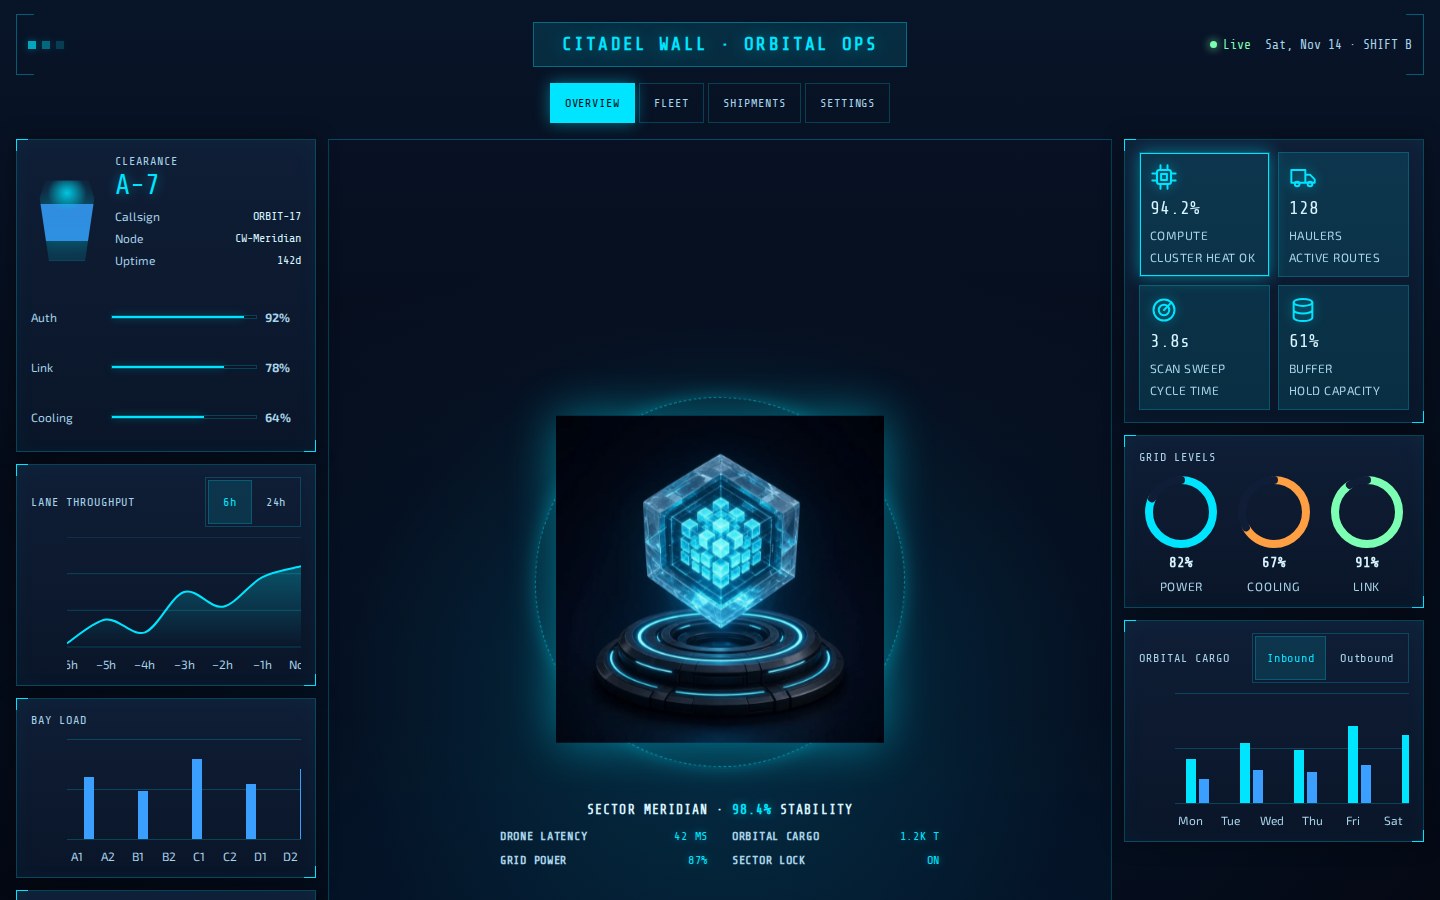 CITADEL WALL · ORBITAL OPS
Live Sat, Nov 14 · SHIFT B
OVERVIEW
FLEET
SHIPMENTS
SETTINGS
CLEARANCE
A-7
Callsign ORBIT-17
Node CW-Meridian
Uptime 142d
Auth 92%
Link 78%
Cooling 64%
LANE THROUGHPUT
6h 24h
-5h -4h -3h -2h -1h
BAY LOAD
A1 A2 B1 B2 C1 C2 D1 D2
SECTOR MERIDIAN · 98.4% STABILITY
DRONE LATENCY 42 MS
ORBITAL CARGO 1.2K T
GRID POWER 87%
SECTOR LOCK ON
94.2%
COMPUTE
CLUSTER HEAT OK
128
HAULERS
ACTIVE ROUTES
3.8s
SCAN SWEEP
CYCLE TIME
61%
BUFFER
HOLD CAPACITY
GRID LEVELS
82%
POWER
67%
COOLING
91%
LINK
ORBITAL CARGO
Inbound Outbound
Mon Tue Wed Thu Fri Sat